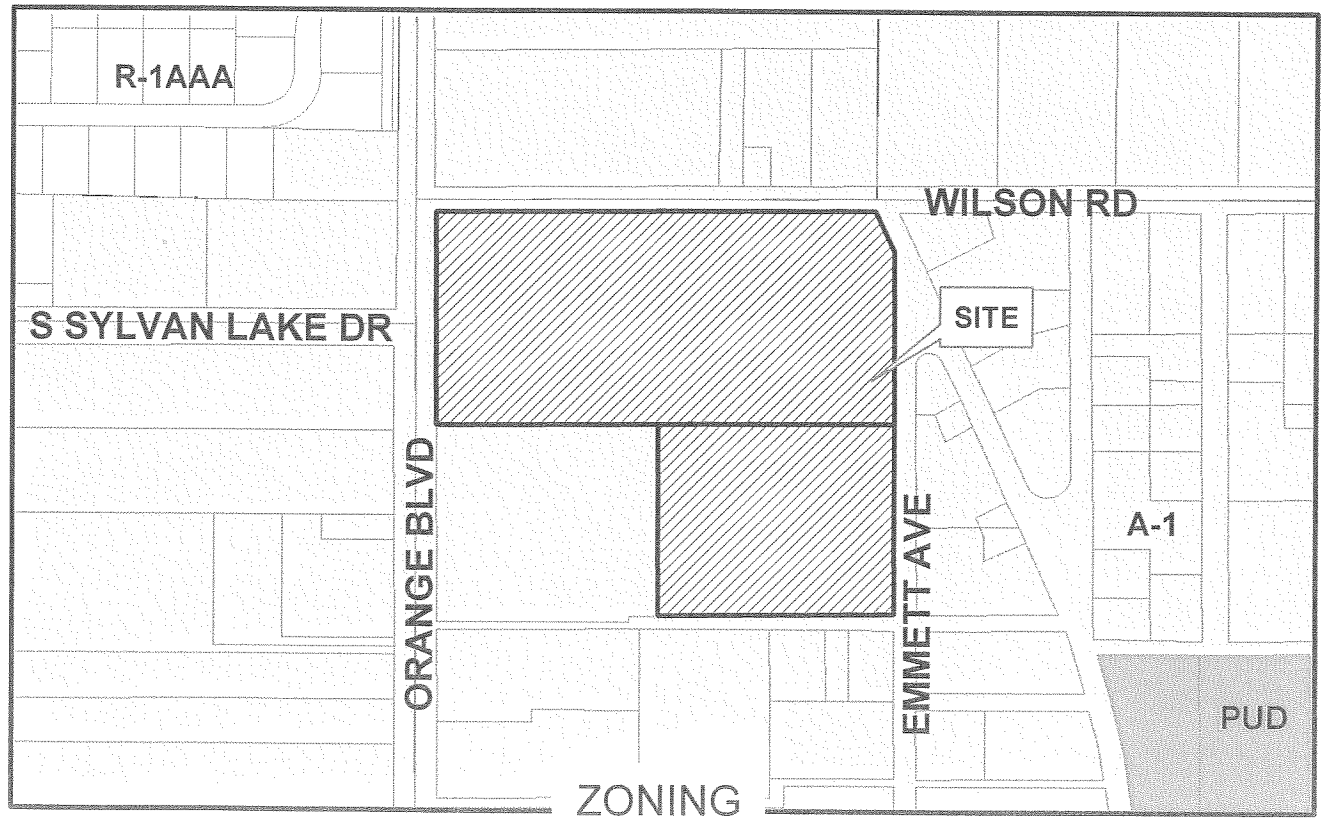 R-1AAA
WILSON RD
SITE
S SYLVAN LAKE DR
ORANGE BLVD
EMMETT AVE
A-1
PUD
ZONING